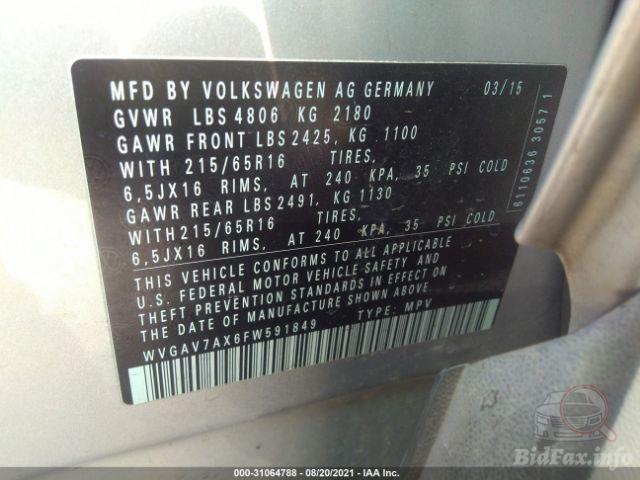 MFD BY VOLKSWAGEN AG GERMANY 03/15
GVWR LBS 4806 KG 2180
GAWR FRONT LBS 2425, KG 1100
WITH 215/65R16 TIRES,
6,5JX16 RIMS, AT 240 KPA, 35 PSI COLD
GAWR REAR LBS 2491, KG 1130
WITH 215/65R16 TIRES,
6,5JX16 RIMS, AT 240 KPA, 35 PSI COLD
THIS VEHICLE CONFORMS TO ALL APPLICABLE
U.S. FEDERAL MOTOR VEHICLE SAFETY AND
THEFT PREVENTION STANDARDS IN EFFECT ON
THE DATE OF MANUFACTURE SHOWN ABOVE.
WVGAV7AX6FW591849 TYPE: MPV
6110636 3057 1
13
BidFax.info
000-31064788 - 08/20/2021 - IAA Inc.